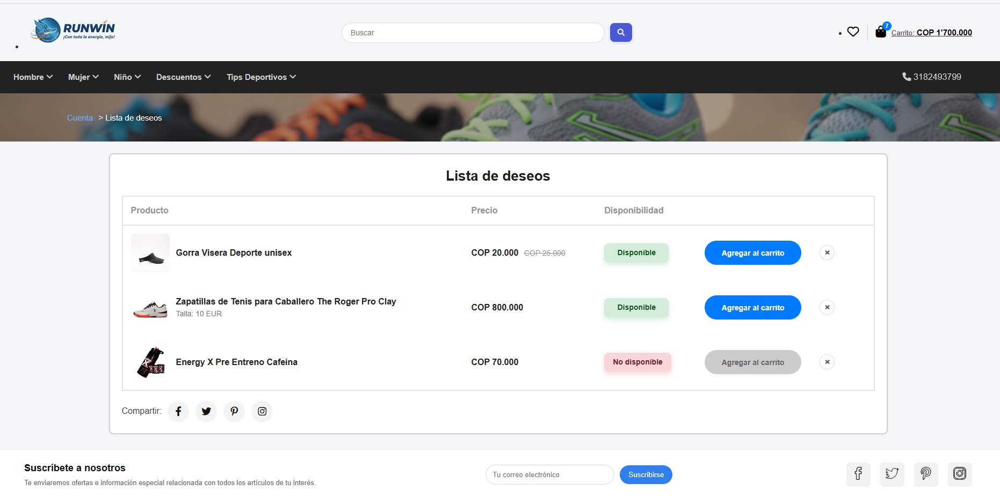 RUNWIN
¡Con toda la energía, mijo!
Buscar
7
Carrito: COP 1'700.000
Hombre Mujer Niño Descuentos Tips Deportivos 3182493799
Cuenta > Lista de deseos
Lista de deseos
Producto Precio Disponibilidad
Gorra Visera Deporte unisex COP 20.000 COP 25.000 Disponible Agregar al carrito
Zapatillas de Tenis para Caballero The Roger Pro Clay
Talla: 10 EUR
COP 800.000 Disponible Agregar al carrito
Energy X Pre Entreno Cafeína COP 70.000 No disponible Agregar al carrito
Compartir:
Suscríbete a nosotros
Te enviaremos ofertas e información especial relacionada con todos los artículos de tu interés.
Tu correo electrónico Suscribirse